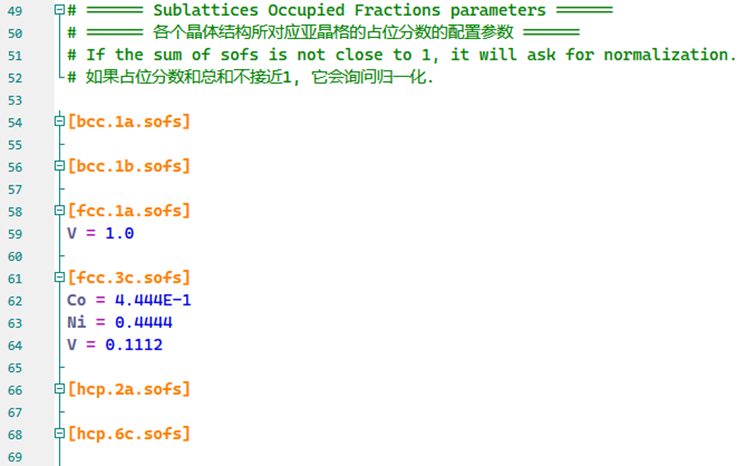 49 # ====== Sublattices Occupied Fractions parameters ======
50 # ====== 各个晶体结构所对应亚晶格的占位分数的配置参数 ======
51 # If the sum of sofs is not close to 1, it will ask for normalization.
52 # 如果占位分数和总和不接近1, 它会询问归一化.
53
54 [bcc.1a.sofs]
55
56 [bcc.1b.sofs]
57
58 [fcc.1a.sofs]
59 V = 1.0
60
61 [fcc.3c.sofs]
62 Co = 4.444E-1
63 Ni = 0.4444
64 V = 0.1112
65
66 [hcp.2a.sofs]
67
68 [hcp.6c.sofs]
69